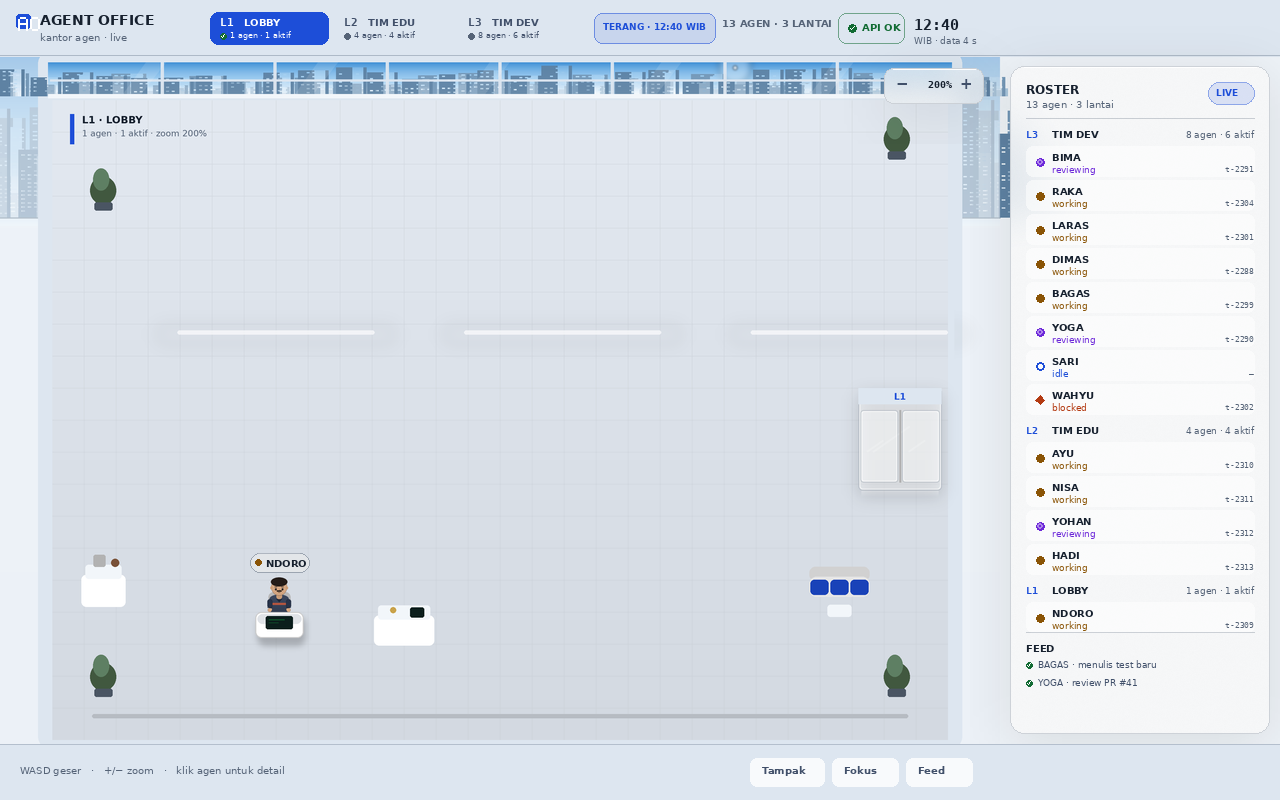 AGENT OFFICE
kantor agen · live
L1 LOBBY
1 agen · 1 aktif
L2 TIM EDU
4 agen · 4 aktif
L3 TIM DEV
8 agen · 6 aktif
TERANG · 12:40 WIB
13 AGEN · 3 LANTAI
API OK
12:40
WIB · data 4 s
− 200% +
L1 · LOBBY
1 agen · 1 aktif · zoom 200%
L1
NDORO
ROSTER
13 agen · 3 lantai
LIVE
L3 TIM DEV 8 agen · 6 aktif
BIMA
reviewing t-2291
RAKA
working t-2304
LARAS
working t-2301
DIMAS
working t-2288
BAGAS
working t-2299
YOGA
reviewing t-2290
SARI
idle —
WAHYU
blocked t-2302
L2 TIM EDU 4 agen · 4 aktif
AYU
working t-2310
NISA
working t-2311
YOHAN
reviewing t-2312
HADI
working t-2313
L1 LOBBY 1 agen · 1 aktif
NDORO
working t-2309
FEED
BAGAS · menulis test baru
YOGA · review PR #41
WASD geser · +/− zoom · klik agen untuk detail
Tampak
Fokus
Feed